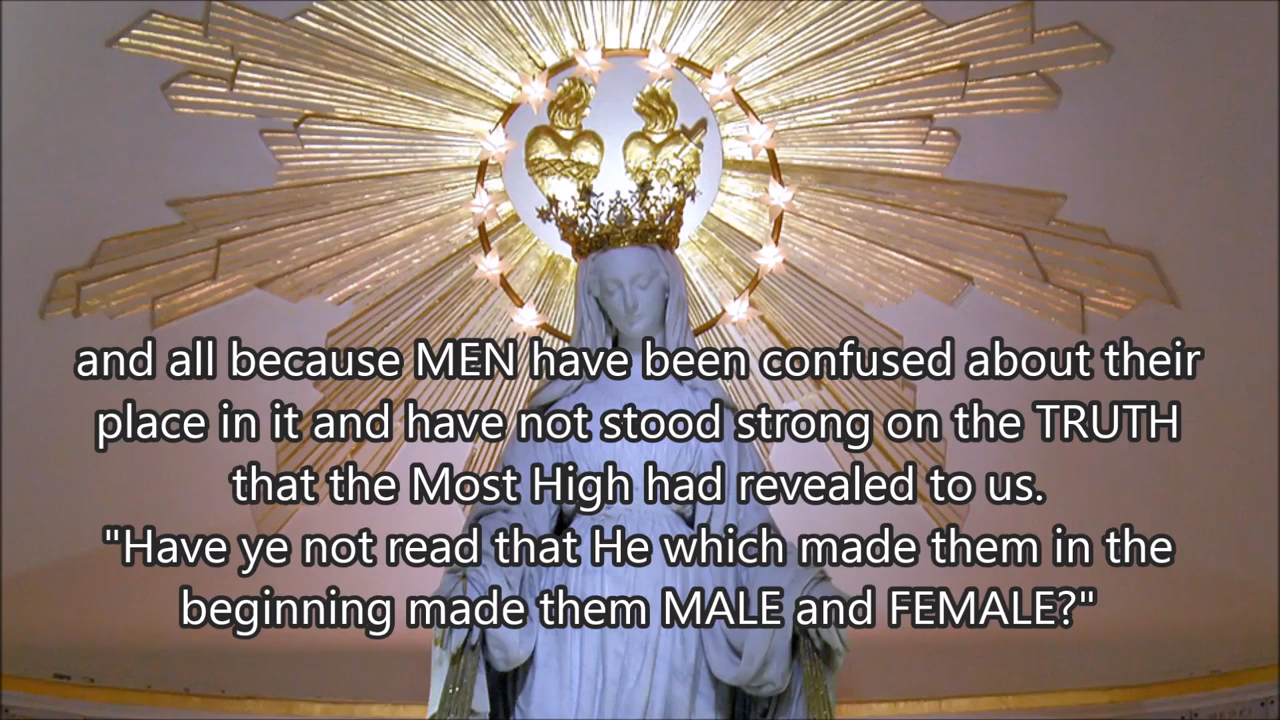 and all because MEN have been confused about their
place in it and have not stood strong on the TRUTH
that the Most High had revealed to us.
"Have ye not read that He which made them in the
beginning made them MALE and FEMALE?"